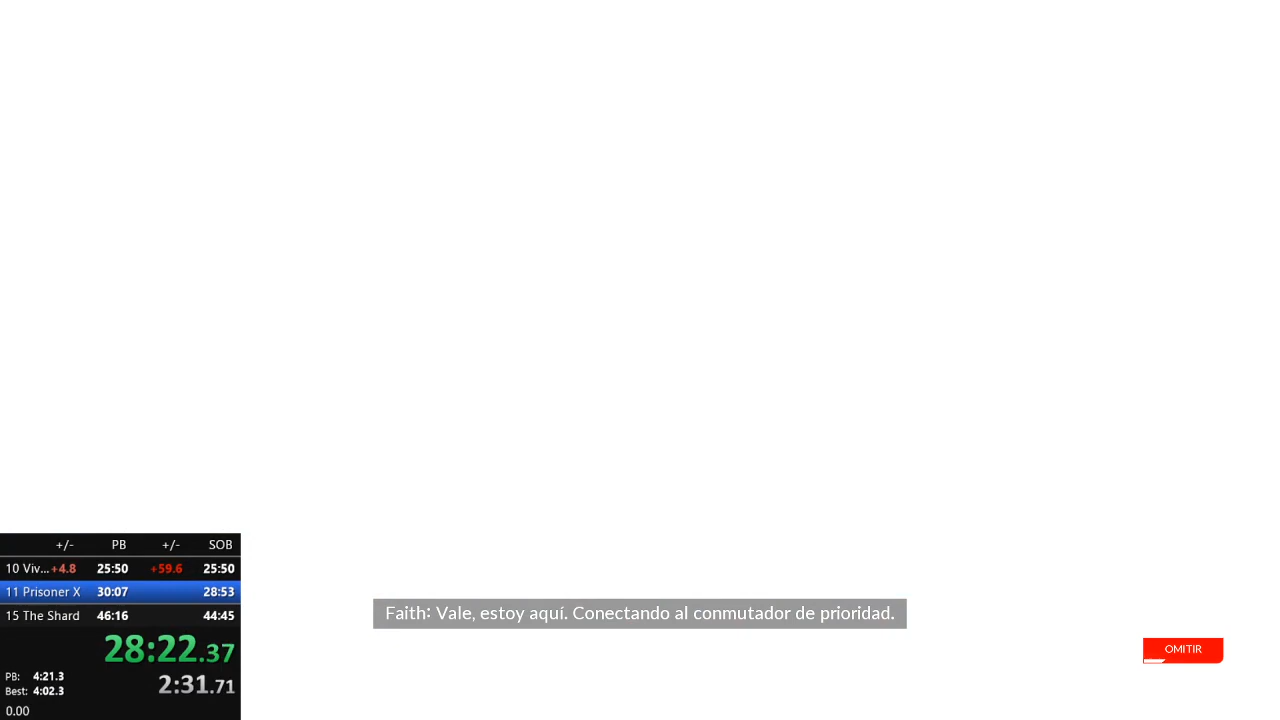 +/- PB +/- SOB
10 Viv... +4.8 25:50 +59.6 25:50
11 Prisoner X 30:07 28:53
15 The Shard 46:16 44:45
28:22.37
PB: 4:21.3
Best: 4:02.3
2:31.71
0.00
Faith: Vale, estoy aquí. Conectando al conmutador de prioridad.
OMITIR